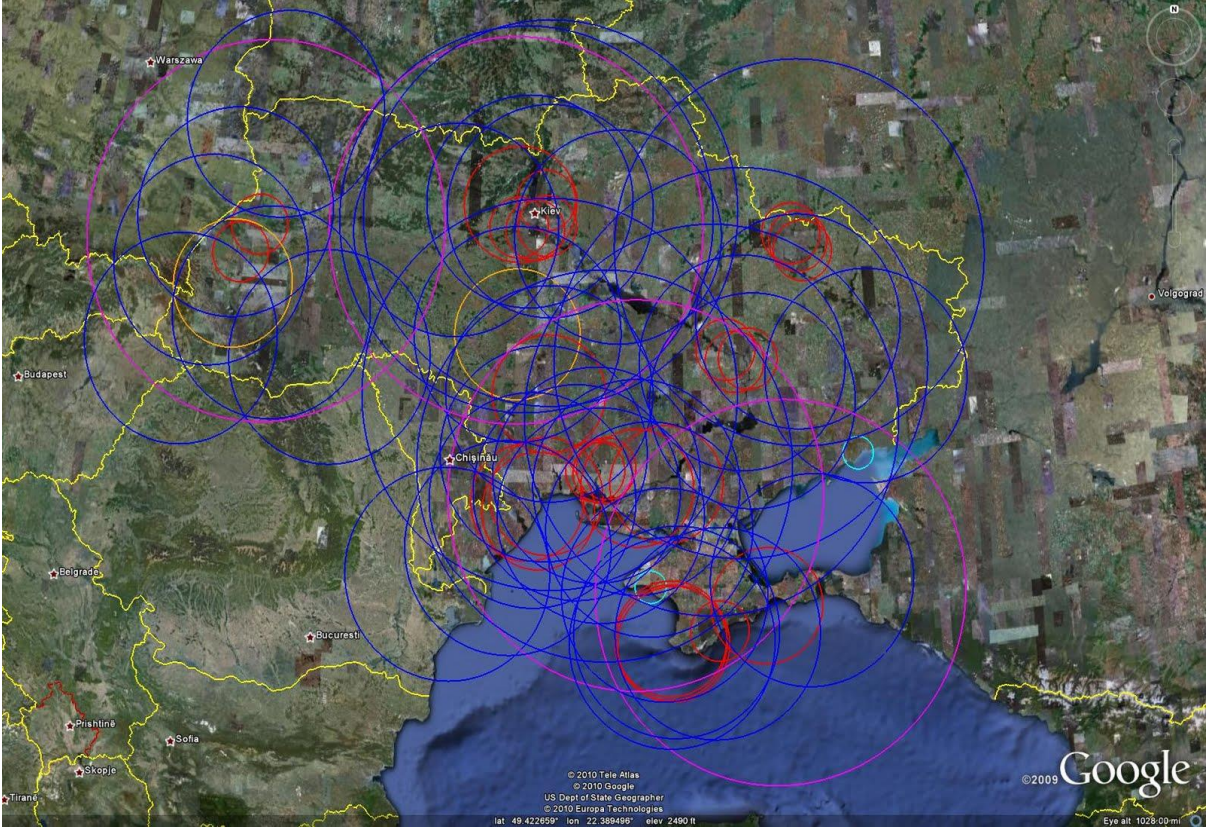 N
Warszawa
Kiev
Volgograd
Budapest
Chișinău
Belgrade
Bucuresti
Prishtinë
Sofia
Skopje
Tiranë
© 2010 Tele Atlas
© 2010 Google
US Dept of State Geographer
© 2010 Europa Technologies
©2009 Google
lat 49.422659° lon 22.389496° elev 2490 ft
Eye alt 1028.00 mi